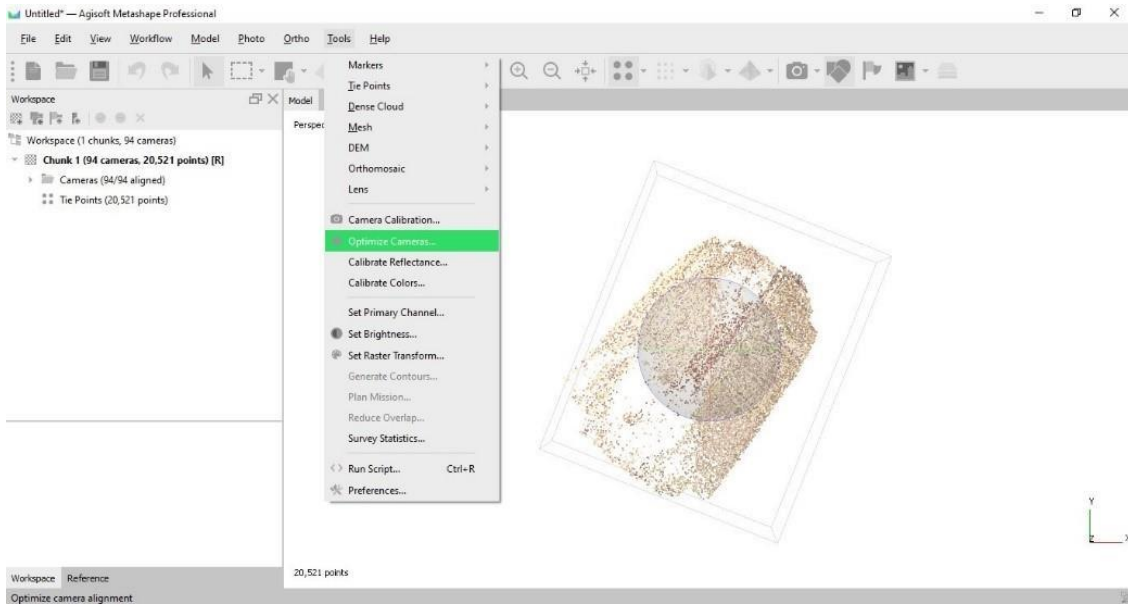 Untitled* — Agisoft Metashape Professional
File Edit View Workflow Model Photo Ortho Tools Help
Workspace
Workspace (1 chunks, 94 cameras)
Chunk 1 (94 cameras, 20,521 points) [R]
Cameras (94/94 aligned)
Tie Points (20,521 points)
Model
Markers
Tie Points
Dense Cloud
Mesh
DEM
Orthomosaic
Lens
Camera Calibration...
Optimize Cameras...
Calibrate Reflectance...
Calibrate Colors...
Set Primary Channel...
Set Brightness...
Set Raster Transform...
Generate Contours...
Plan Mission...
Reduce Overlap...
Survey Statistics...
Run Script... Ctrl+R
Preferences...
Perspec
Y
Z X
20,521 points
Workspace Reference
Optimize camera alignment